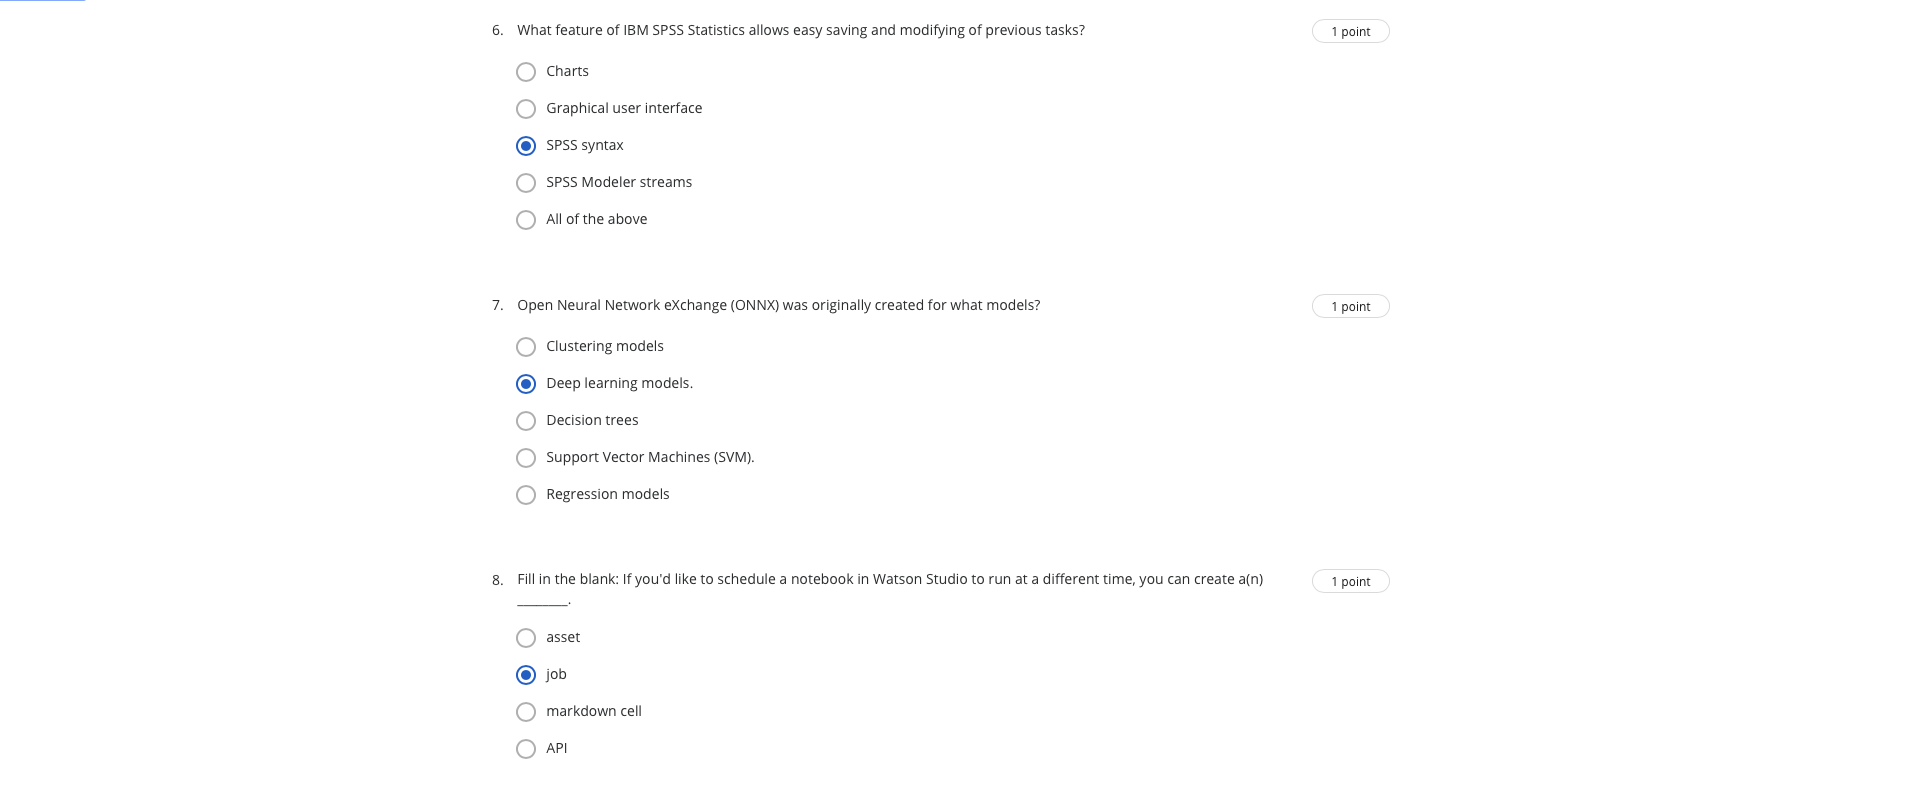 6. What feature of IBM SPSS Statistics allows easy saving and modifying of previous tasks? 1 point
Charts
Graphical user interface
SPSS syntax
SPSS Modeler streams
All of the above
7. Open Neural Network eXchange (ONNX) was originally created for what models? 1 point
Clustering models
Deep learning models.
Decision trees
Support Vector Machines (SVM).
Regression models
8. Fill in the blank: If you'd like to schedule a notebook in Watson Studio to run at a different time, you can create a(n) 1 point
_______.
asset
job
markdown cell
API